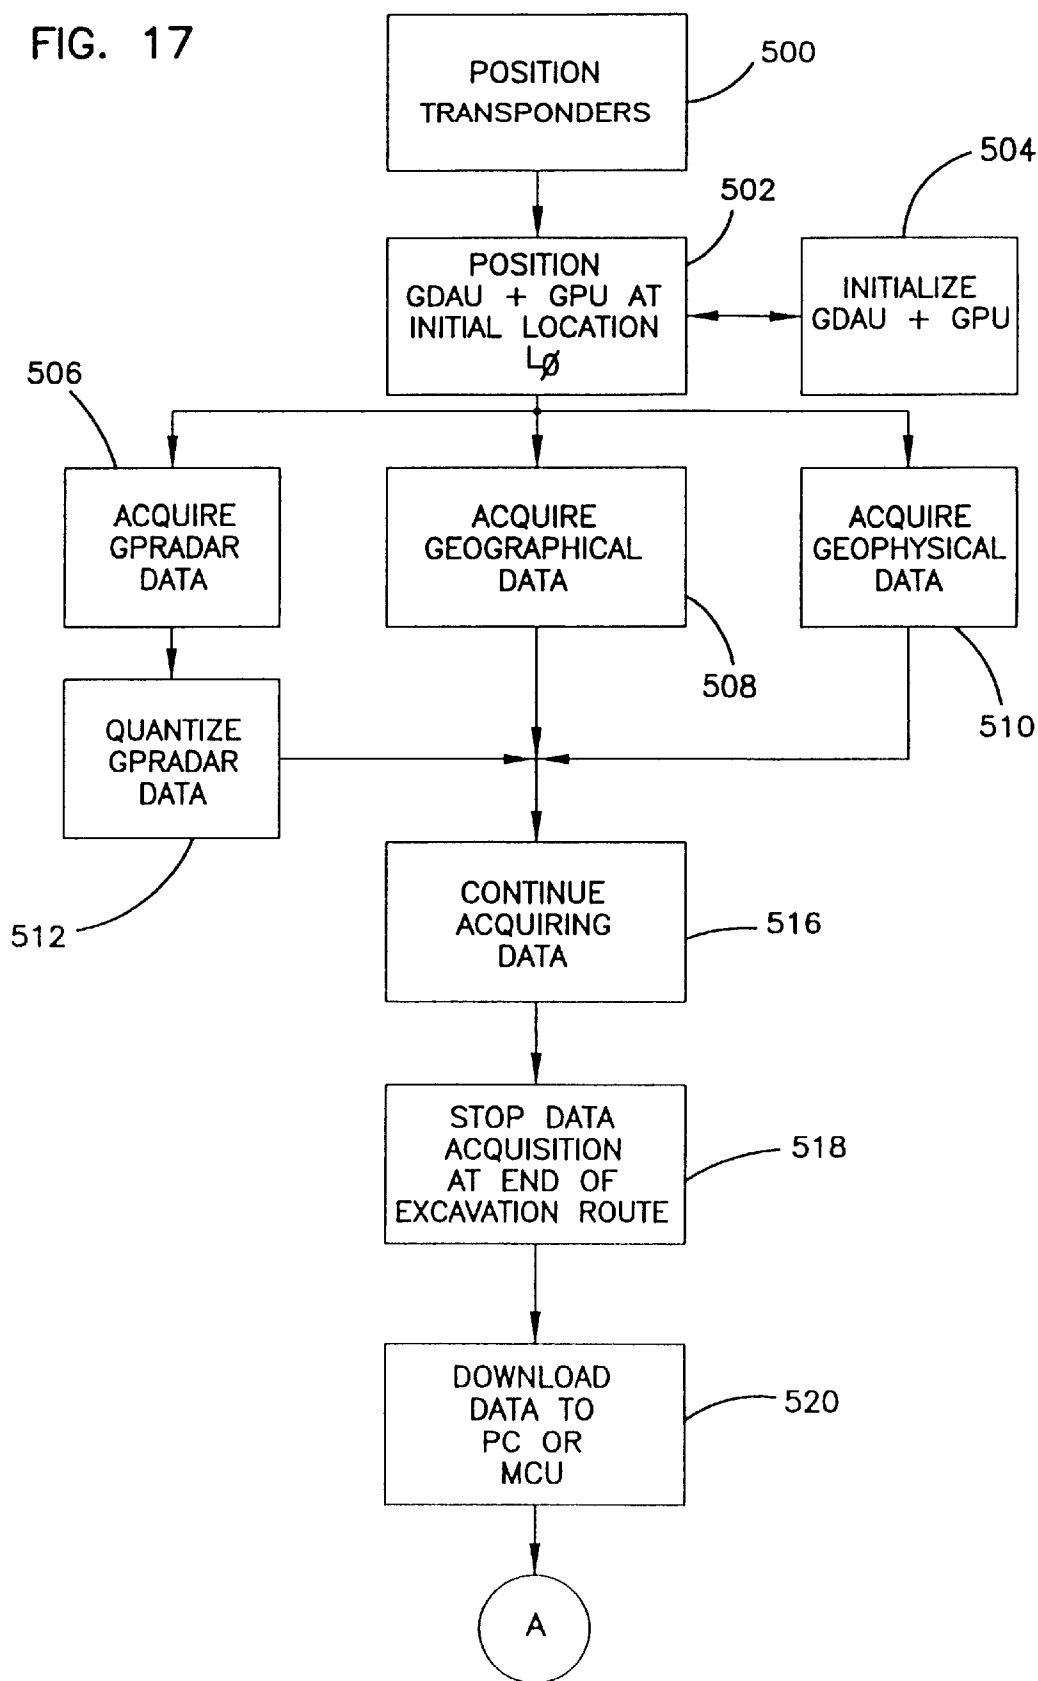 FIG. 17
POSITION
TRANSPONDERS
500
502
504
POSITION
GDAU + GPU AT
INITIAL LOCATION
LØ
INITIALIZE
GDAU + GPU
506
ACQUIRE
GPRADAR
DATA
ACQUIRE
GEOGRAPHICAL
DATA
ACQUIRE
GEOPHYSICAL
DATA
508
510
QUANTIZE
GPRADAR
DATA
512
CONTINUE
ACQUIRING
DATA
516
STOP DATA
ACQUISITION
AT END OF
EXCAVATION ROUTE
518
DOWNLOAD
DATA TO
PC OR
MCU
520
A